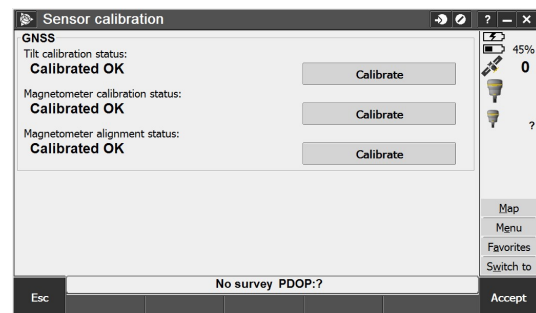 Sensor calibration
? – X
GNSS
Tilt calibration status:
Calibrated OK
Calibrate
Magnetometer calibration status:
Calibrated OK
Calibrate
Magnetometer alignment status:
Calibrated OK
Calibrate
45%
0
?
Map
Menu
Favorites
Switch to
No survey PDOP:?
Esc
Accept